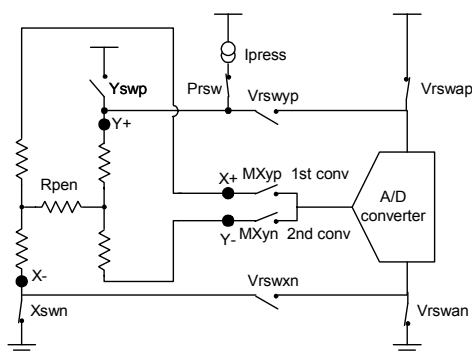 Ipress
Yswp
Prsw
Vrswyp
Vrswap
Y+
Rpen
X+
MXyp
1st conv
A/D
converter
Y-
MXyn
2nd conv
X-
Xswn
Vrswxn
Vrswan